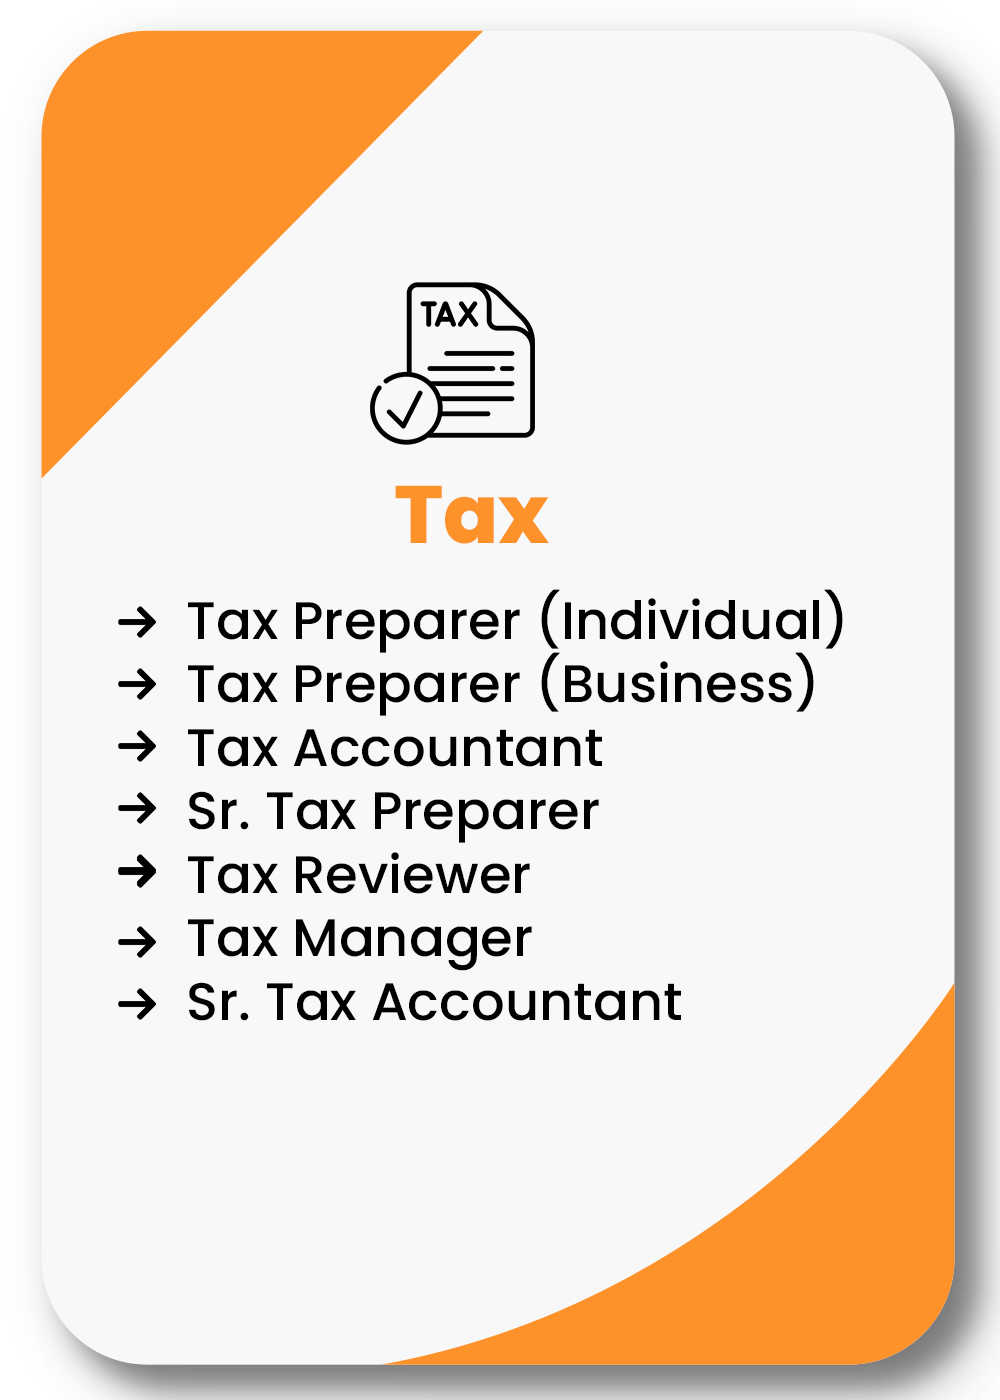 TAX
Tax
→ Tax Preparer (Individual)
→ Tax Preparer (Business)
→ Tax Accountant
→ Sr. Tax Preparer
→ Tax Reviewer
→ Tax Manager
→ Sr. Tax Accountant